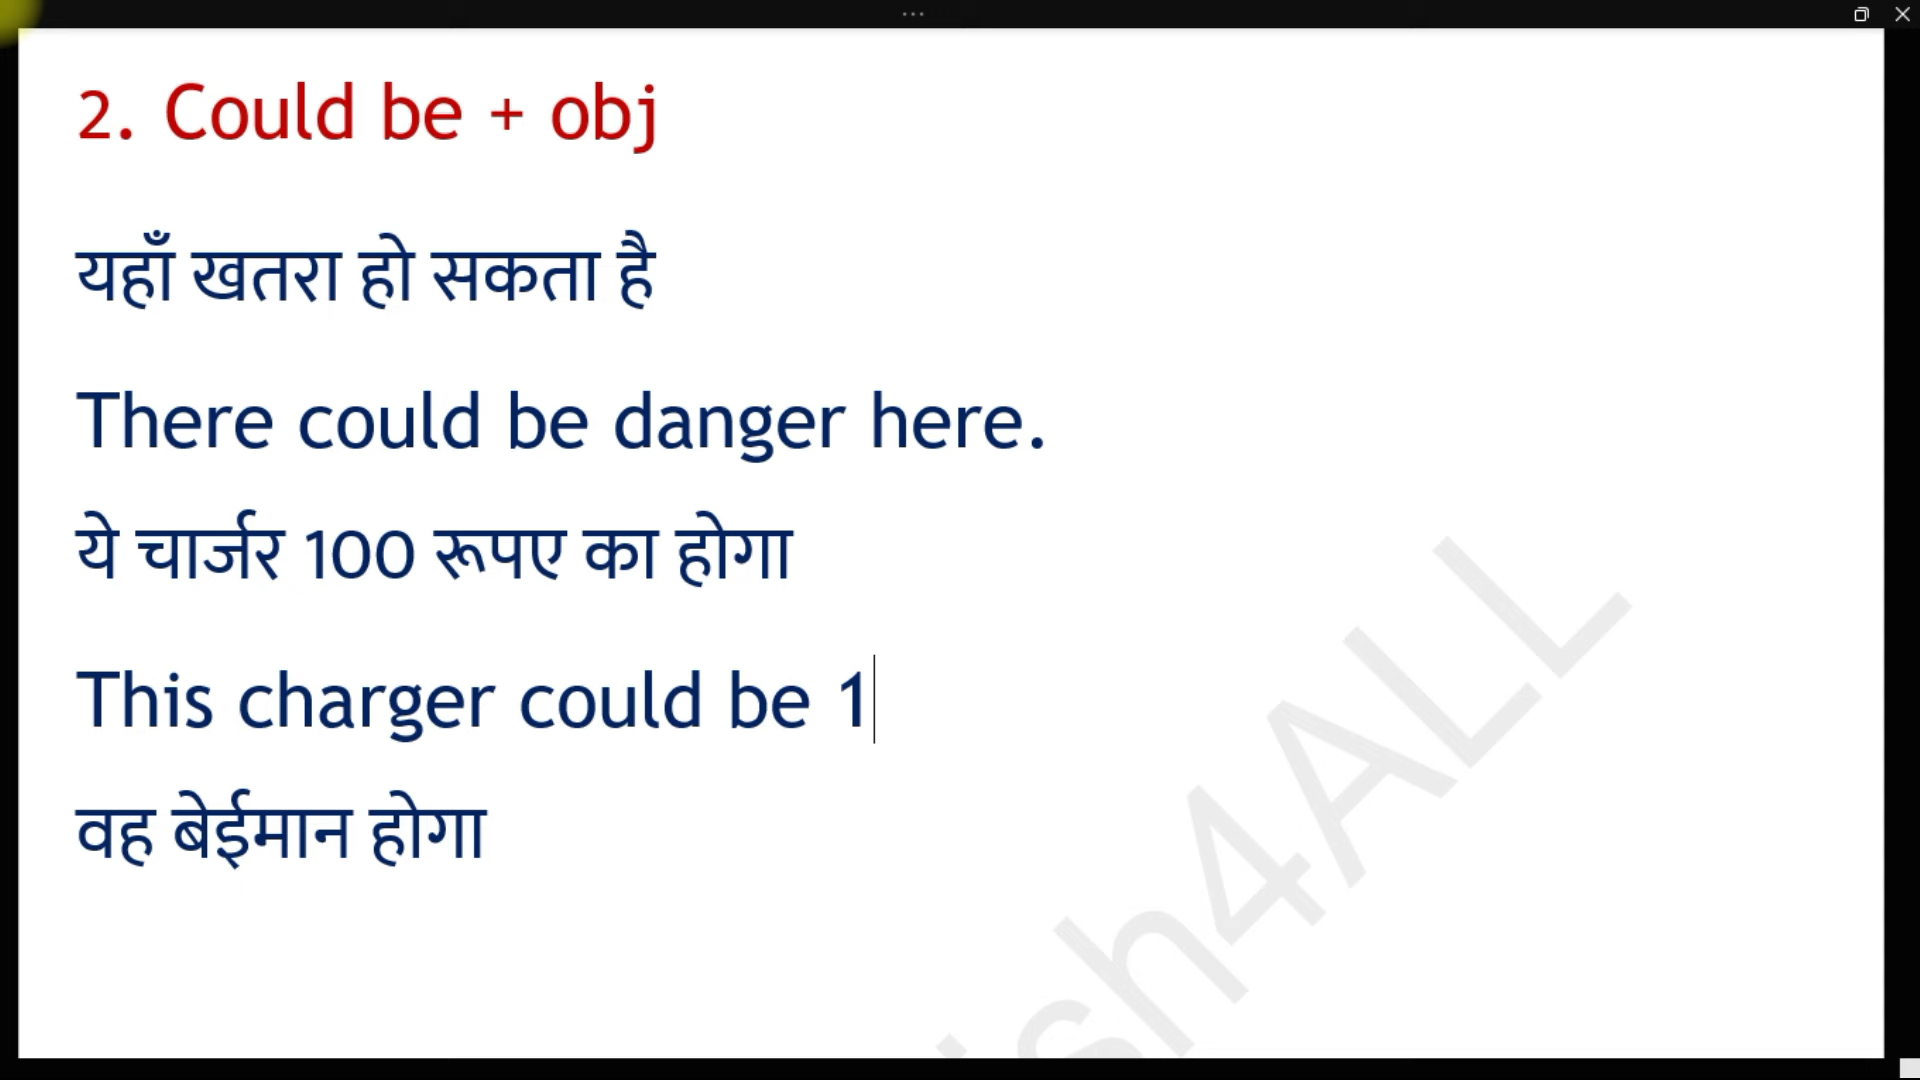 2. Could be + obj
यहाँ खतरा हो सकता है
There could be danger here.
ये चार्जर 100 रूपए का होगा
This charger could be 1
वह बेईमान होगा
ish4ALL